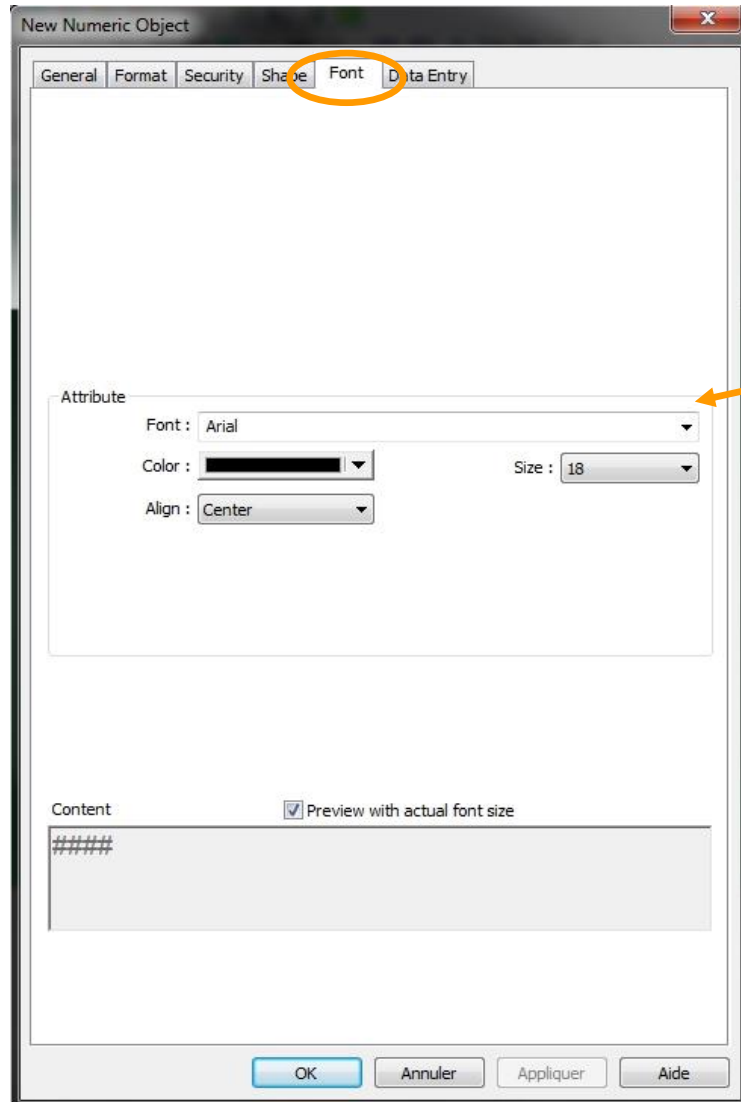 New Numeric Object
General Format Security Shape Font Data Entry
Attribute
Font : Arial
Color : Size : 18
Align : Center
Content Preview with actual font size
####
OK Annuler Appliquer Aide